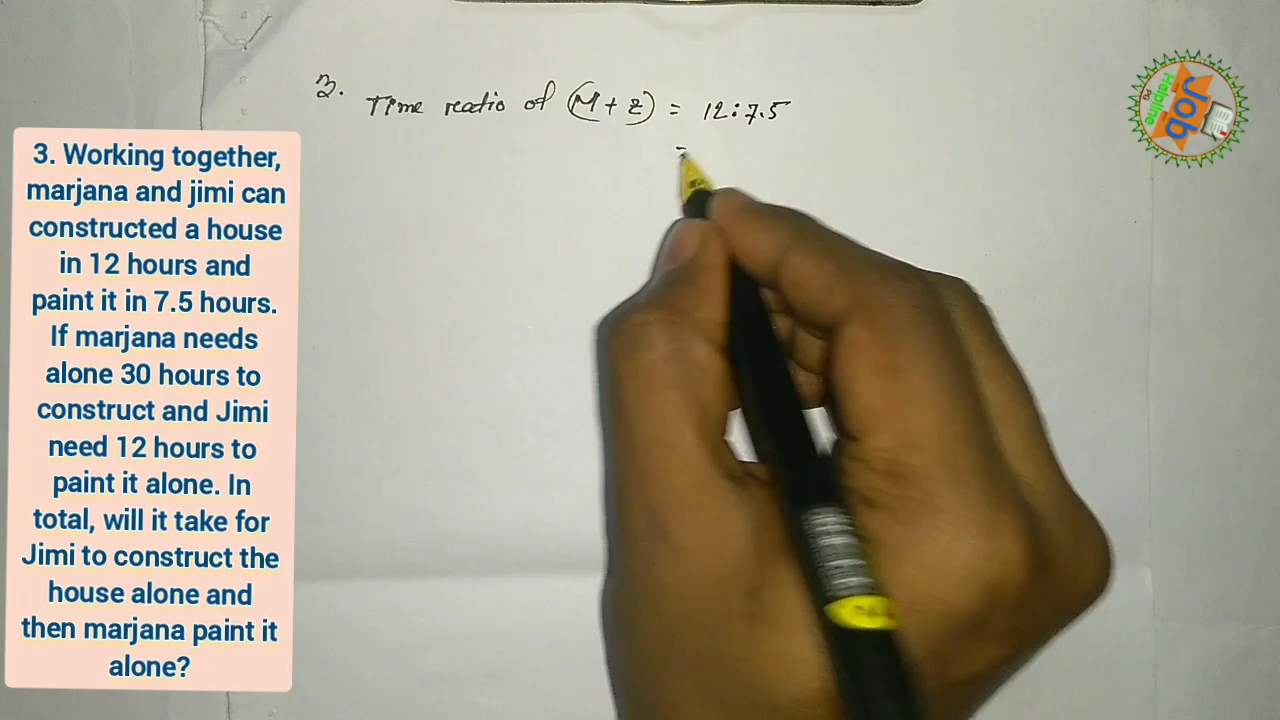 3. Time ratio of (M + Z) = 12:7.5
=
3. Working together,
marjana and jimi can
constructed a house
in 12 hours and
paint it in 7.5 hours.
If marjana needs
alone 30 hours to
construct and Jimi
need 12 hours to
paint it alone. In
total, will it take for
Jimi to construct the
house alone and
then marjana paint it
alone?
Job
Helpline
PG